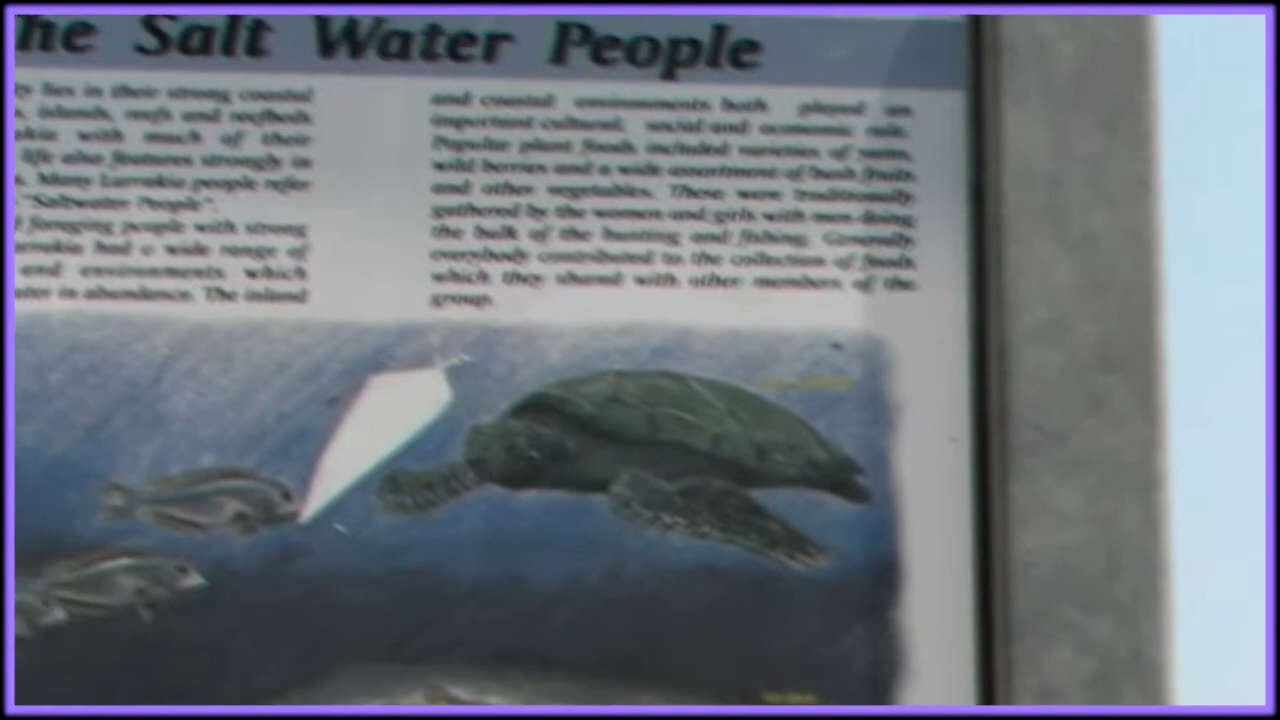 he Salt Water People
y lies in their strong coastal
, islands, reefs and reefbeds
akia with much of their
life also features strongly in
s. Many Larrakia people refer
"Saltwater People".
foraging people with strong
arrakia had a wide range of
and environments which
ater in abundance. The inland
and coastal environments both played an
important cultural, social and economic role.
Popular plant foods included varieties of yams,
wild berries and a wide assortment of bush fruits
and other vegetables. These were traditionally
gathered by the women and girls with men doing
the bulk of the hunting and fishing. Generally
everybody contributed to the collection of foods
which they shared with other members of the
group.